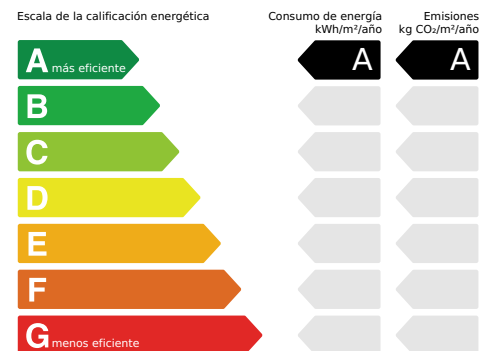 Escala de la calificación energética
Consumo de energía
kWh/m²/año
Emisiones
kg CO₂/m²/año
A más eficiente
A
A
B
C
D
E
F
G menos eficiente